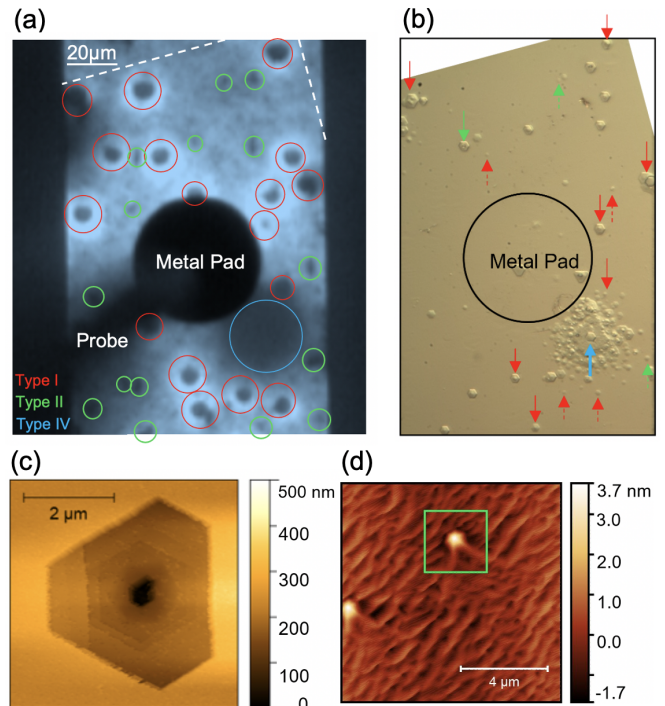 (a)
20μm
Metal Pad
Probe
Type I
Type II
Type IV
(b)
Metal Pad
(c)
2 μm
500 nm
400
300
200
100
0
(d)
4 μm
3.7 nm
3.0
2.0
1.0
0.0
-1.7